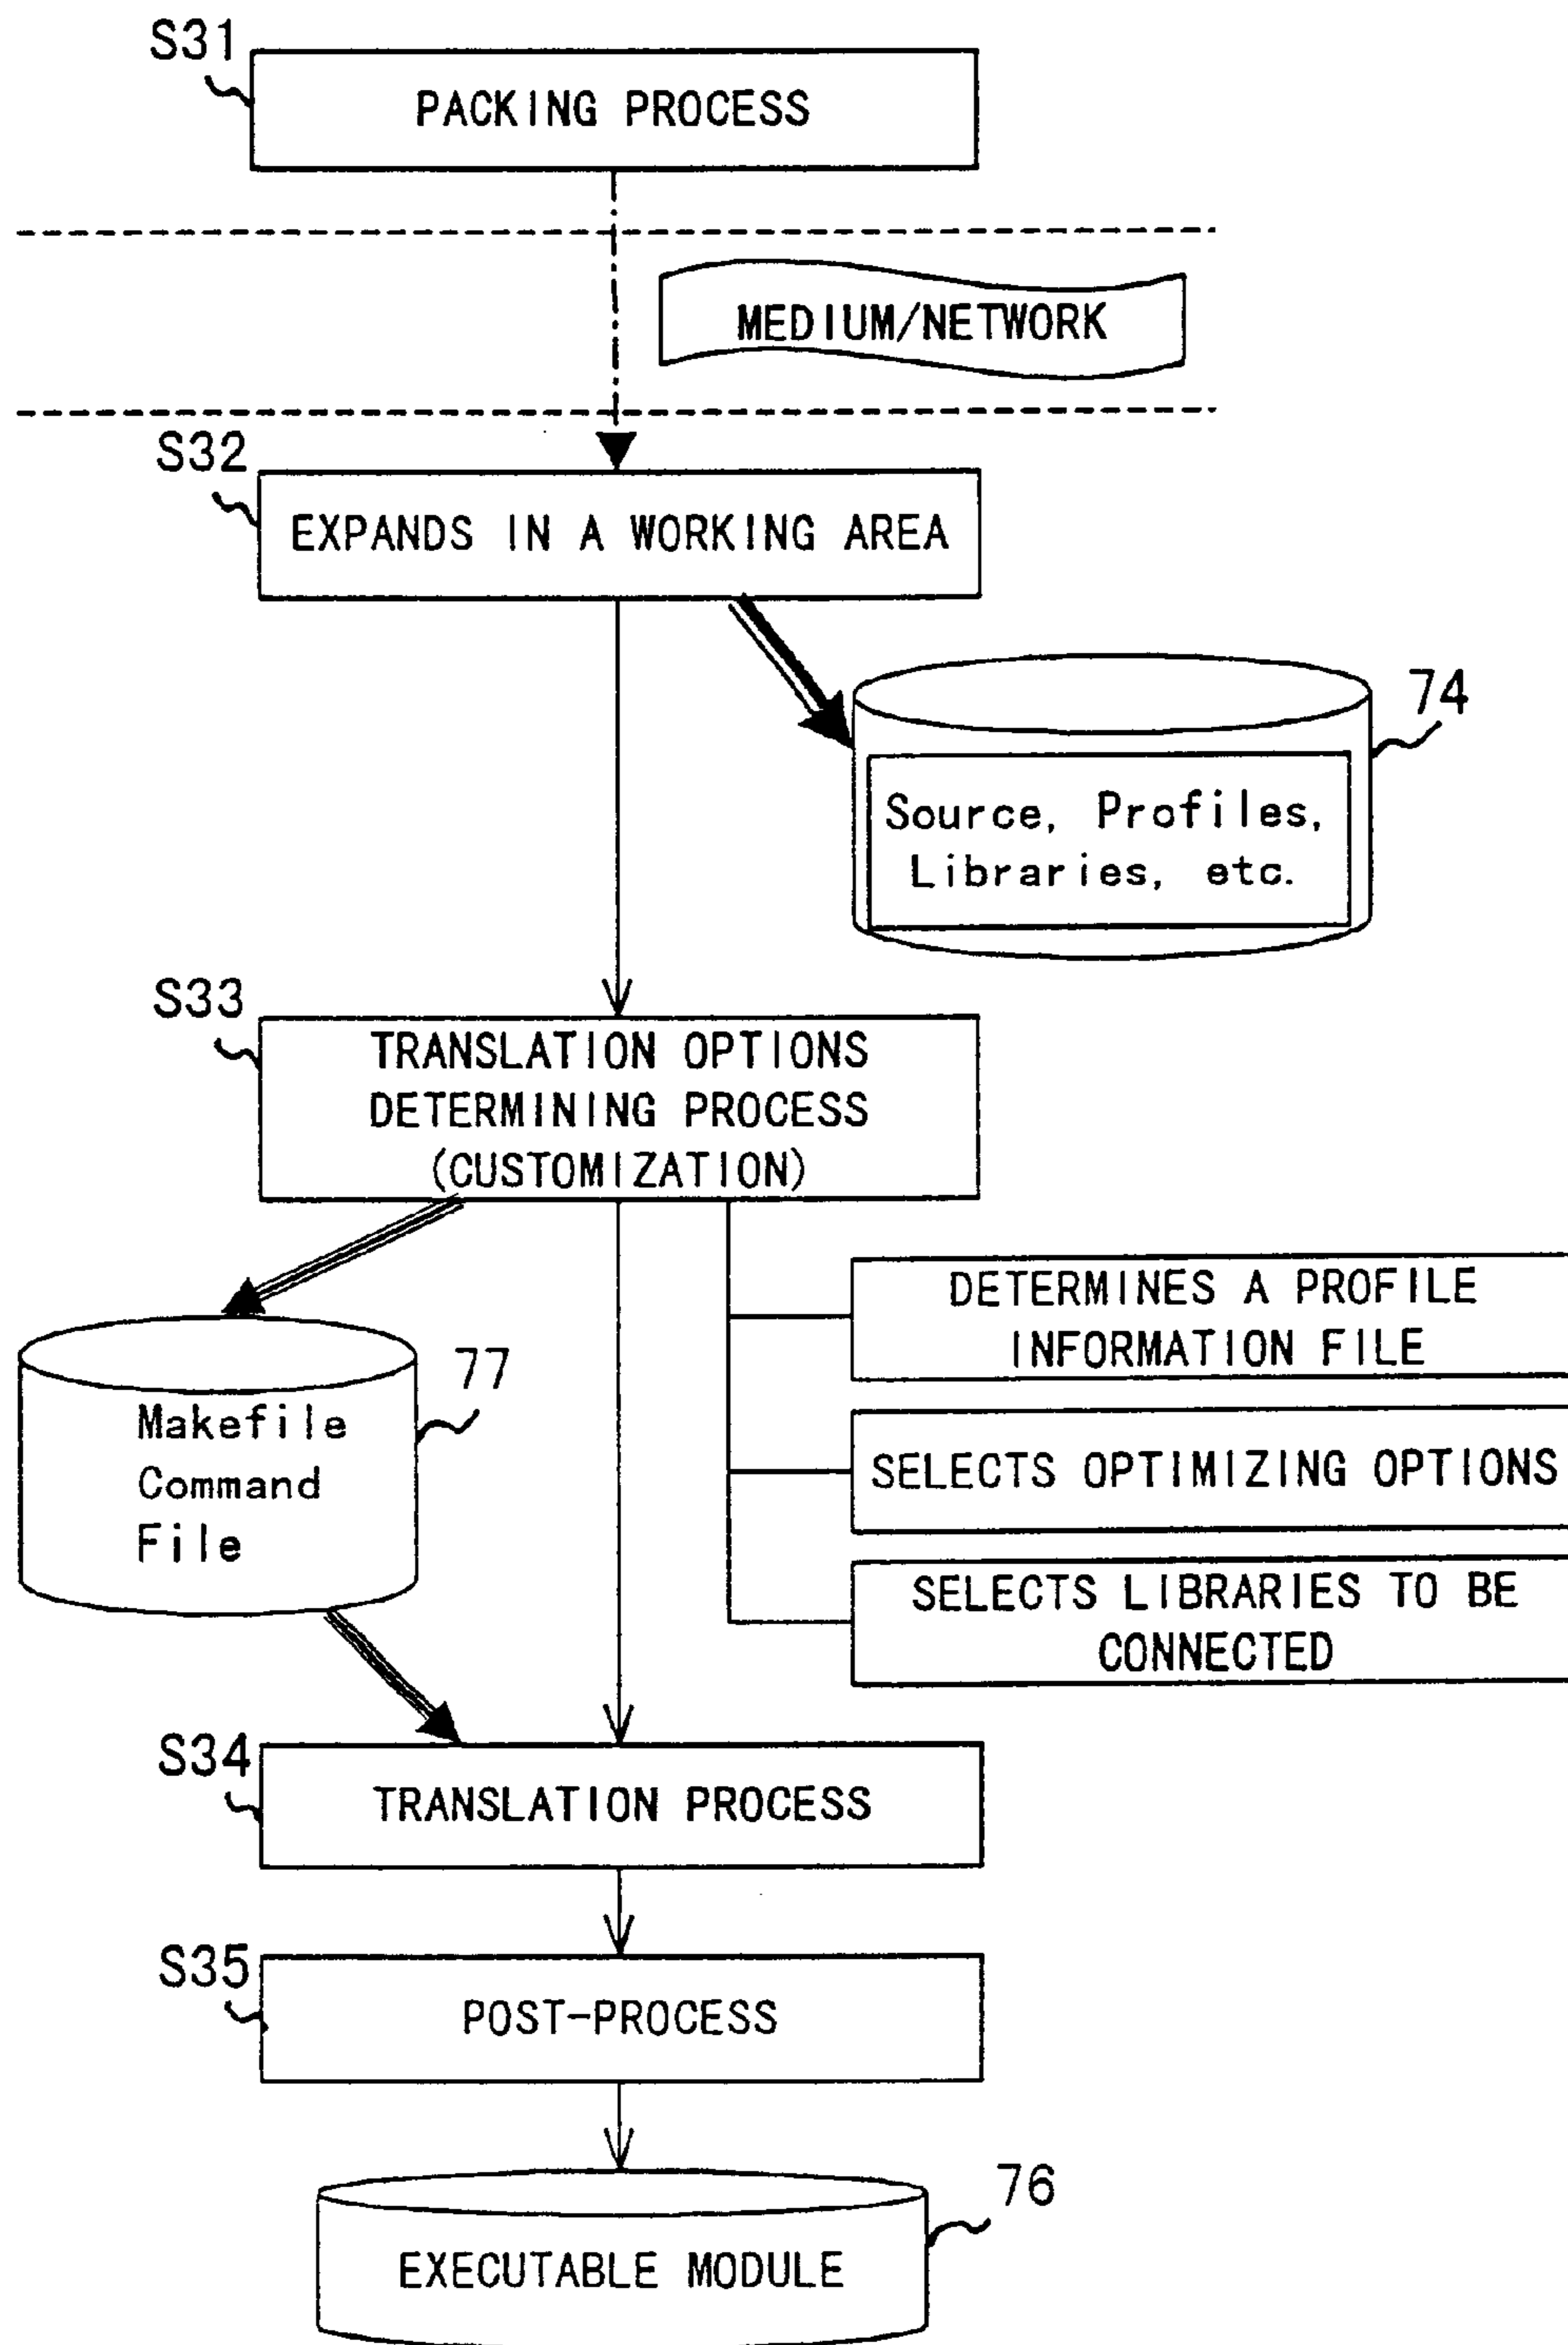 S31
PACKING PROCESS
MEDIUM/NETWORK
S32
EXPANDS IN A WORKING AREA
74
Source, Profiles,
Libraries, etc.
S33
TRANSLATION OPTIONS
DETERMINING PROCESS
(CUSTOMIZATION)
DETERMINES A PROFILE
INFORMATION FILE
77
Makefile
Command
File
SELECTS OPTIMIZING OPTIONS
SELECTS LIBRARIES TO BE
CONNECTED
S34
TRANSLATION PROCESS
S35
POST-PROCESS
76
EXECUTABLE MODULE